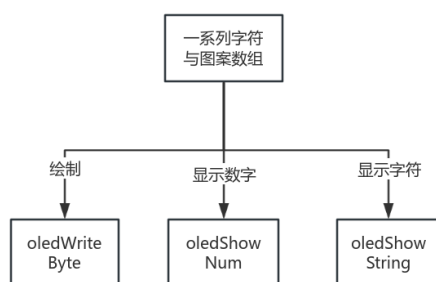 一系列字符
与图案数组
绘制
显示数字
显示字符
oledWrite
Byte
oledShow
Num
oledShow
String